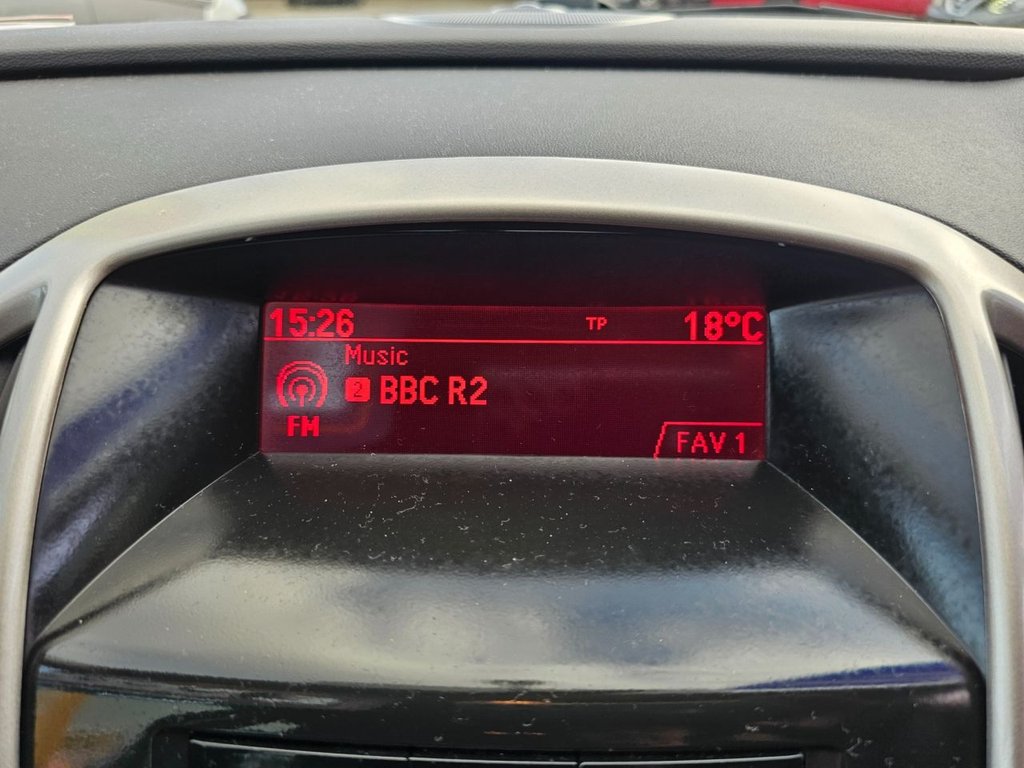 15:26 TP 18°C
Music
2 BBC R2
FM
FAV 1